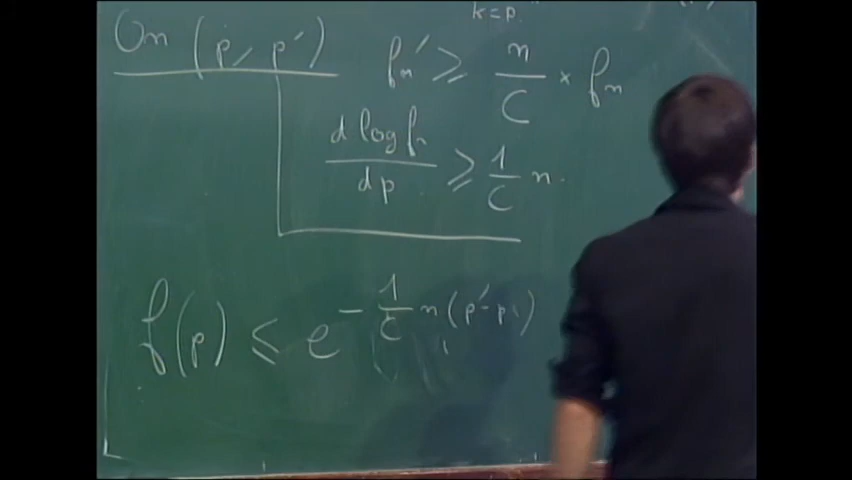 k=p
On (p, p')
fn' ≥ n/C × fn
d log fn / dp ≥ 1/C n.
f(p) ≤ e^{-1/C n(p'-p)}